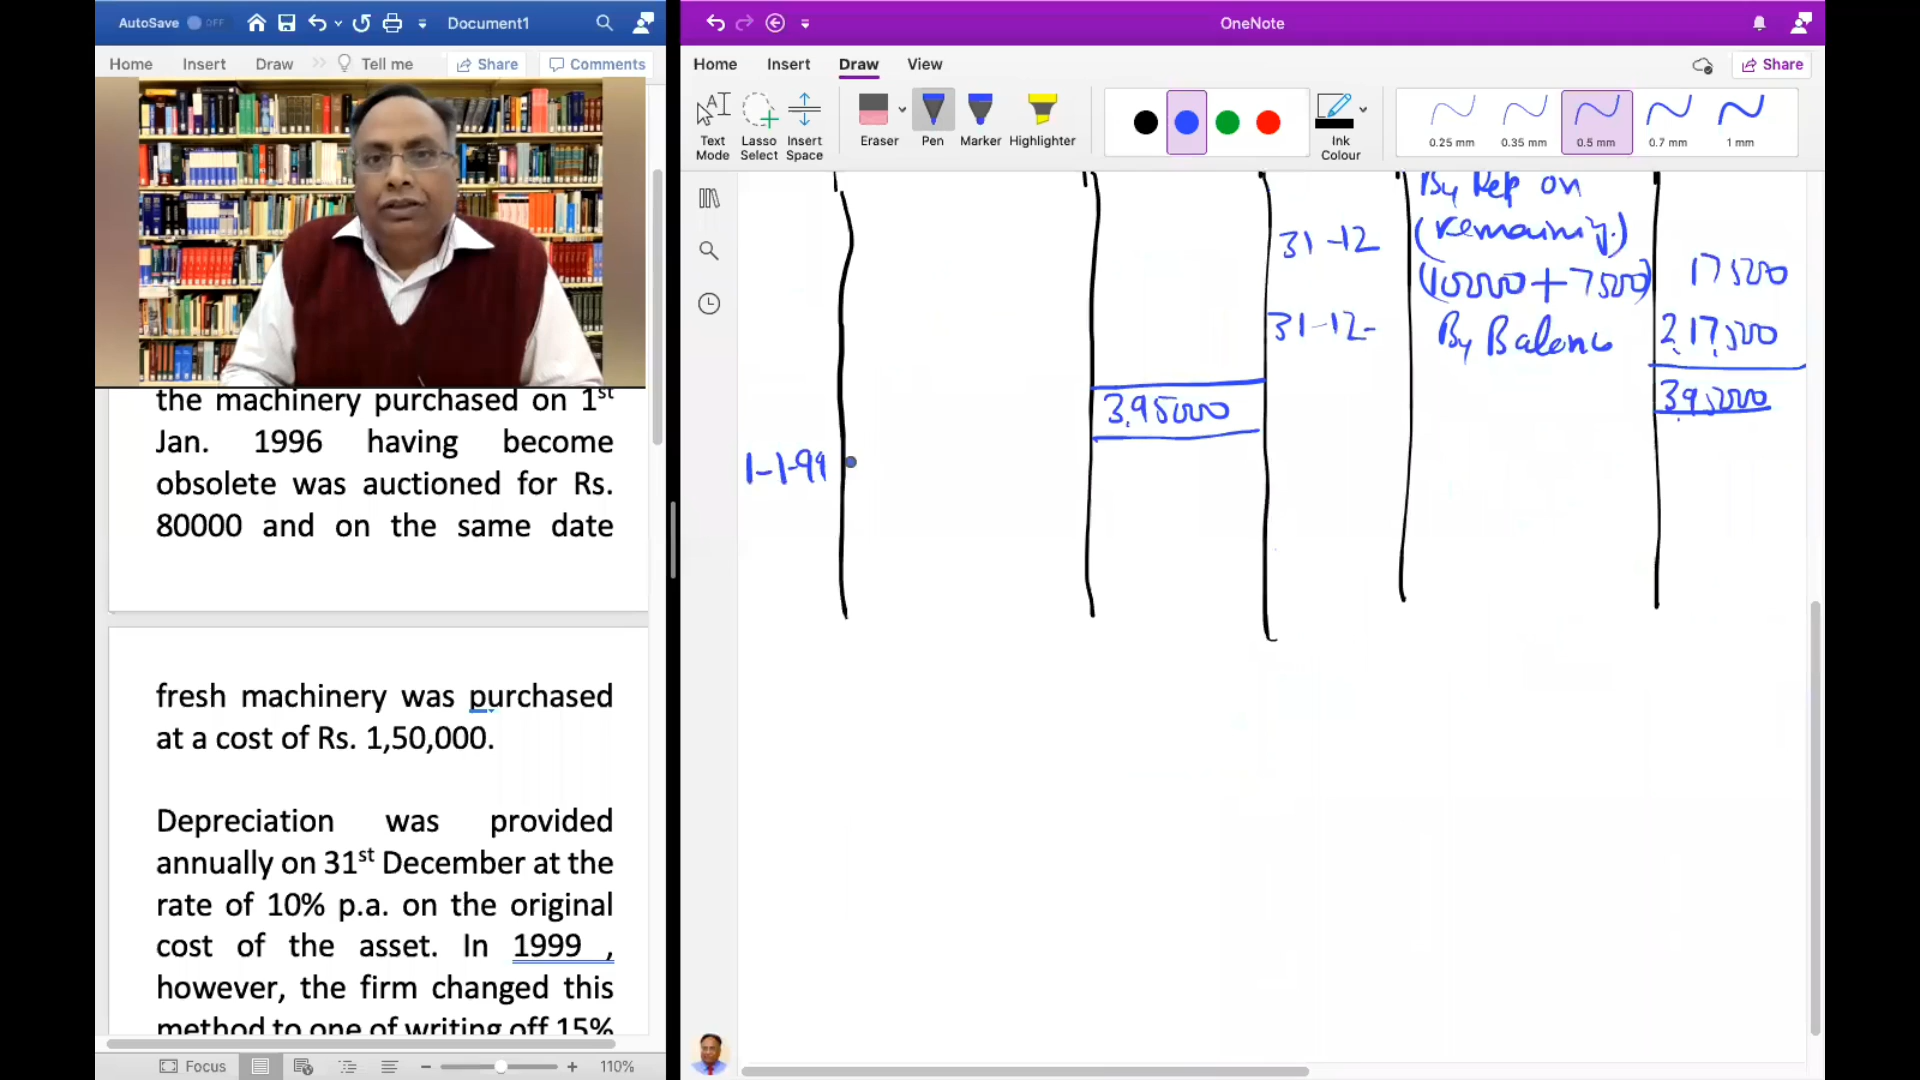 AutoSave OFF
Document1
Home Insert Draw Tell me Share Comments
the machinery purchased on 1st
Jan. 1996 having become
obsolete was auctioned for Rs.
80000 and on the same date
fresh machinery was purchased
at a cost of Rs. 1,50,000.
Depreciation was provided
annually on 31st December at the
rate of 10% p.a. on the original
cost of the asset. In 1999 ,
however, the firm changed this
method to one of writing off 15%
Focus
110%
OneNote
Home Insert Draw View
Share
Text Mode
Lasso Select
Insert Space
Eraser
Pen
Marker
Highlighter
Ink Colour
0.25 mm
0.35 mm
0.5 mm
0.7 mm
1 mm
By Dep on
31-12 (remaining.)
(10000+7500) 17500
31-12- By Balance 2,17,500
3,95000 3,95000
1-1-99